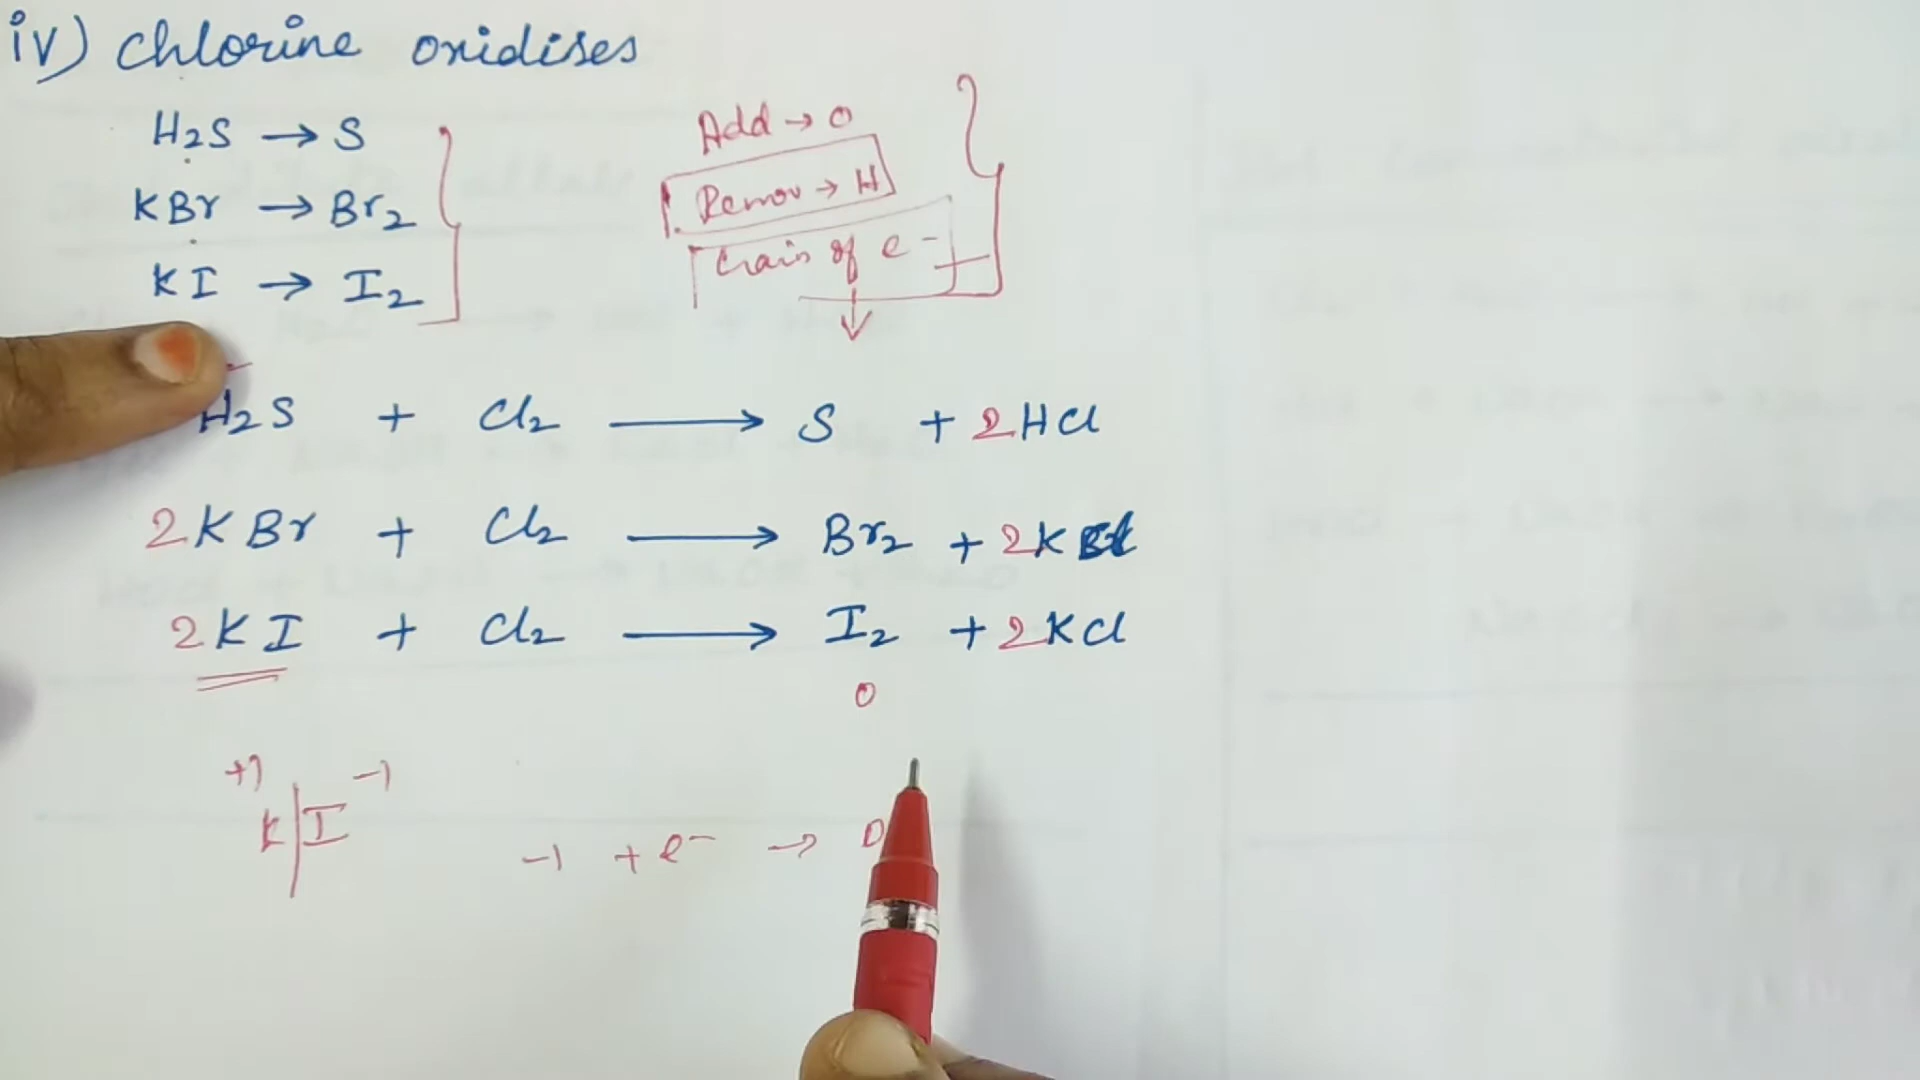 iv) Chlorine oxidises
H2S → S
KBr → Br2
KI → I2
Add → O
Remov → H
Gain of e -
H2S + Cl2 ⟶ S + 2HCl
2KBr + Cl2 ⟶ Br2 + 2KCl
2KI + Cl2 ⟶ I2 + 2KCl
0
+1 -1
K|I
-1 + e- → 0